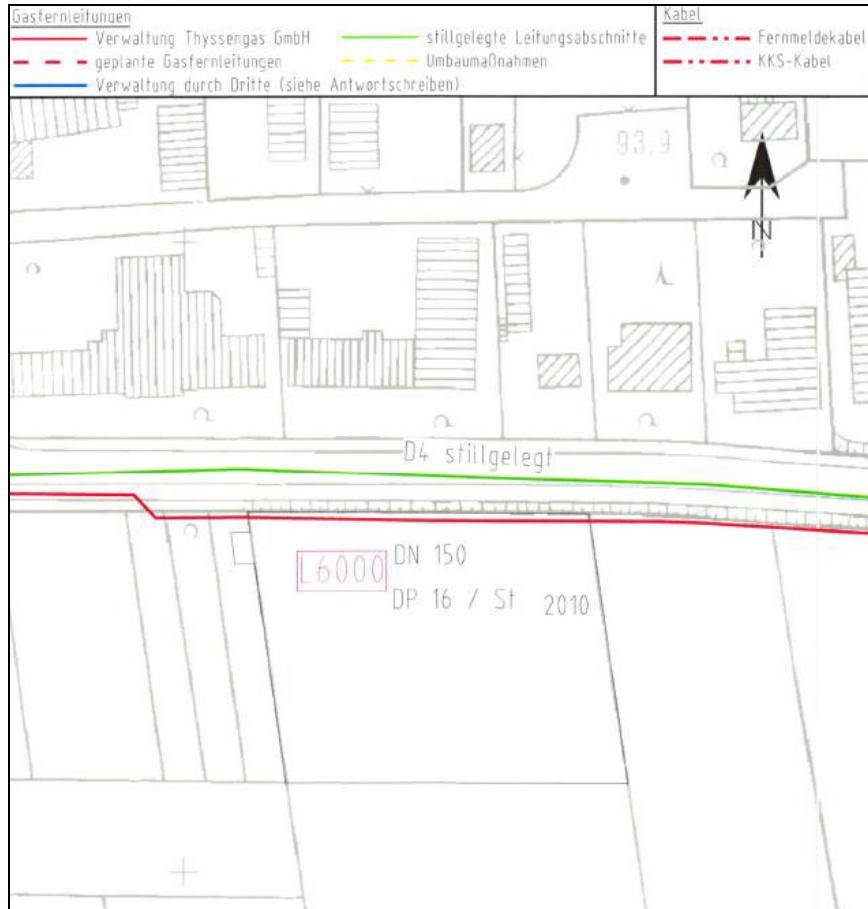 Gasfernleitungen
Verwaltung Thyssengas GmbH
geplante Gasfernleitungen
Verwaltung durch Dritte (siehe Antwortschreiben)
stillgelegte Leitungsabschnitte
Umbaumaßnahmen
Kabel
Fernmeldekabel
KKS-Kabel
93.9
N
D4 stillgelegt
L6000
DN 150
DP 16 / St 2010